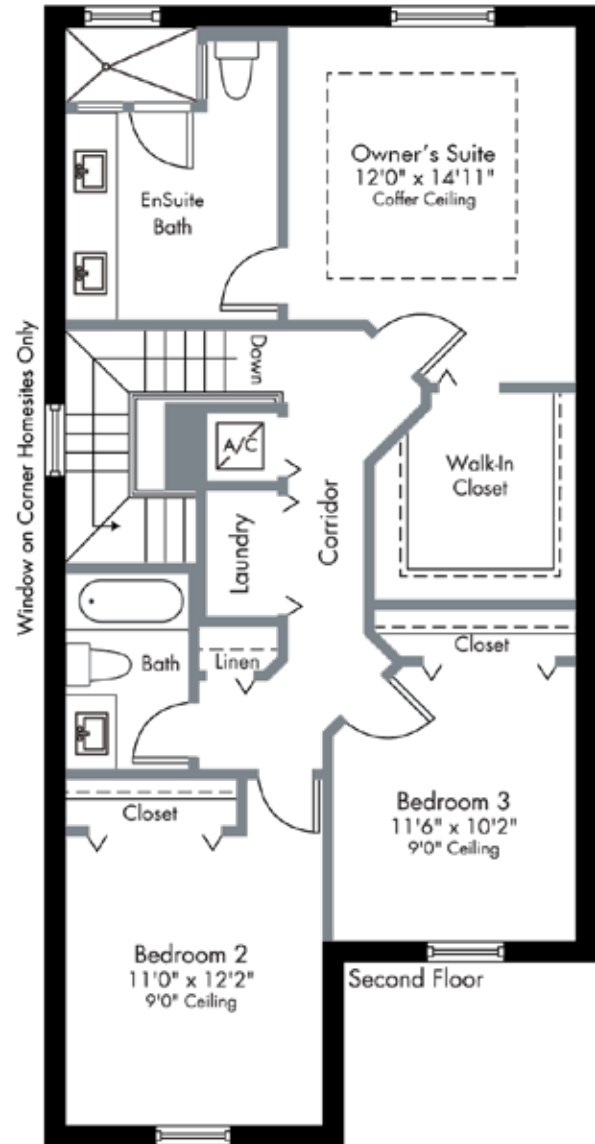 Owner's Suite
12'0" x 14'11"
Coffer Ceiling
EnSuite
Bath
Window on Corner Homesites Only
Down
A/C
Walk-In
Closet
Laundry
Corridor
Bath
Linen
Closet
Closet
Bedroom 3
11'6" x 10'2"
9'0" Ceiling
Bedroom 2
11'0" x 12'2"
9'0" Ceiling
Second Floor